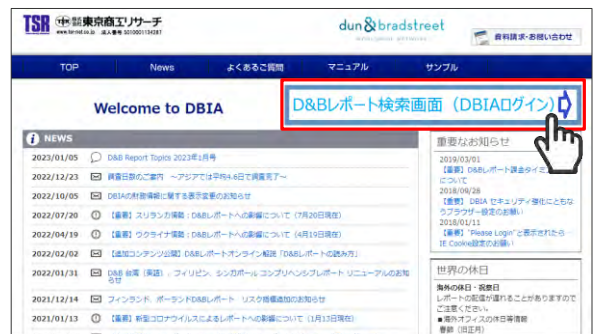 TSR 株式会社 東京商工リサーチ
dun & bradstreet
資料請求・お問い合わせ
TOP News よくあるご質問 マニュアル サンプル
Welcome to DBIA
D&Bレポート検索画面（DBIAログイン）
NEWS
2023/01/05 D&B Report Topics 2023年1月号
2022/12/23 調査日数のご案内 ～アジアでは平均4.6日で調査完了～
2022/10/05 DBIAの財務情報に関する表示変更のお知らせ
2022/07/20 【重要】スリランカ情勢：D&Bレポートへの影響について（7月20日現在）
2022/04/19 【重要】ウクライナ情勢：D&Bレポートへの影響について（4月19日現在）
2022/02/02 【追加コンテンツ公開】D&Bレポートオンライン解説「D&Bレポートの読み方」
2022/01/31 D&B 台湾（英語）、フィリピン、シンガポール コンプリヘンシブレポート リニューアルのお知
らせ
2021/12/14 フィンランド、ポーランドD&Bレポート リスク指標追加のお知らせ
2021/01/13 【重要】新型コロナウイルスによるレポートへの影響について（1月13日現在）
重要なお知らせ
2019/03/01
【重要】D&Bレポート課金タイミ
について
2018/09/28
【重要】 DBIA セキュリティ強化にともな
うブラウザー設定のお願い
2018/01/11
【重要】"Please Login"と表示されたら…
IE Cookie設定のお願い
世界の休日
海外の休日・祝祭日
レポートの配信が遅れることがありますので
ご注意ください。
■海外オフィスの休日等情報
春節（旧正月）